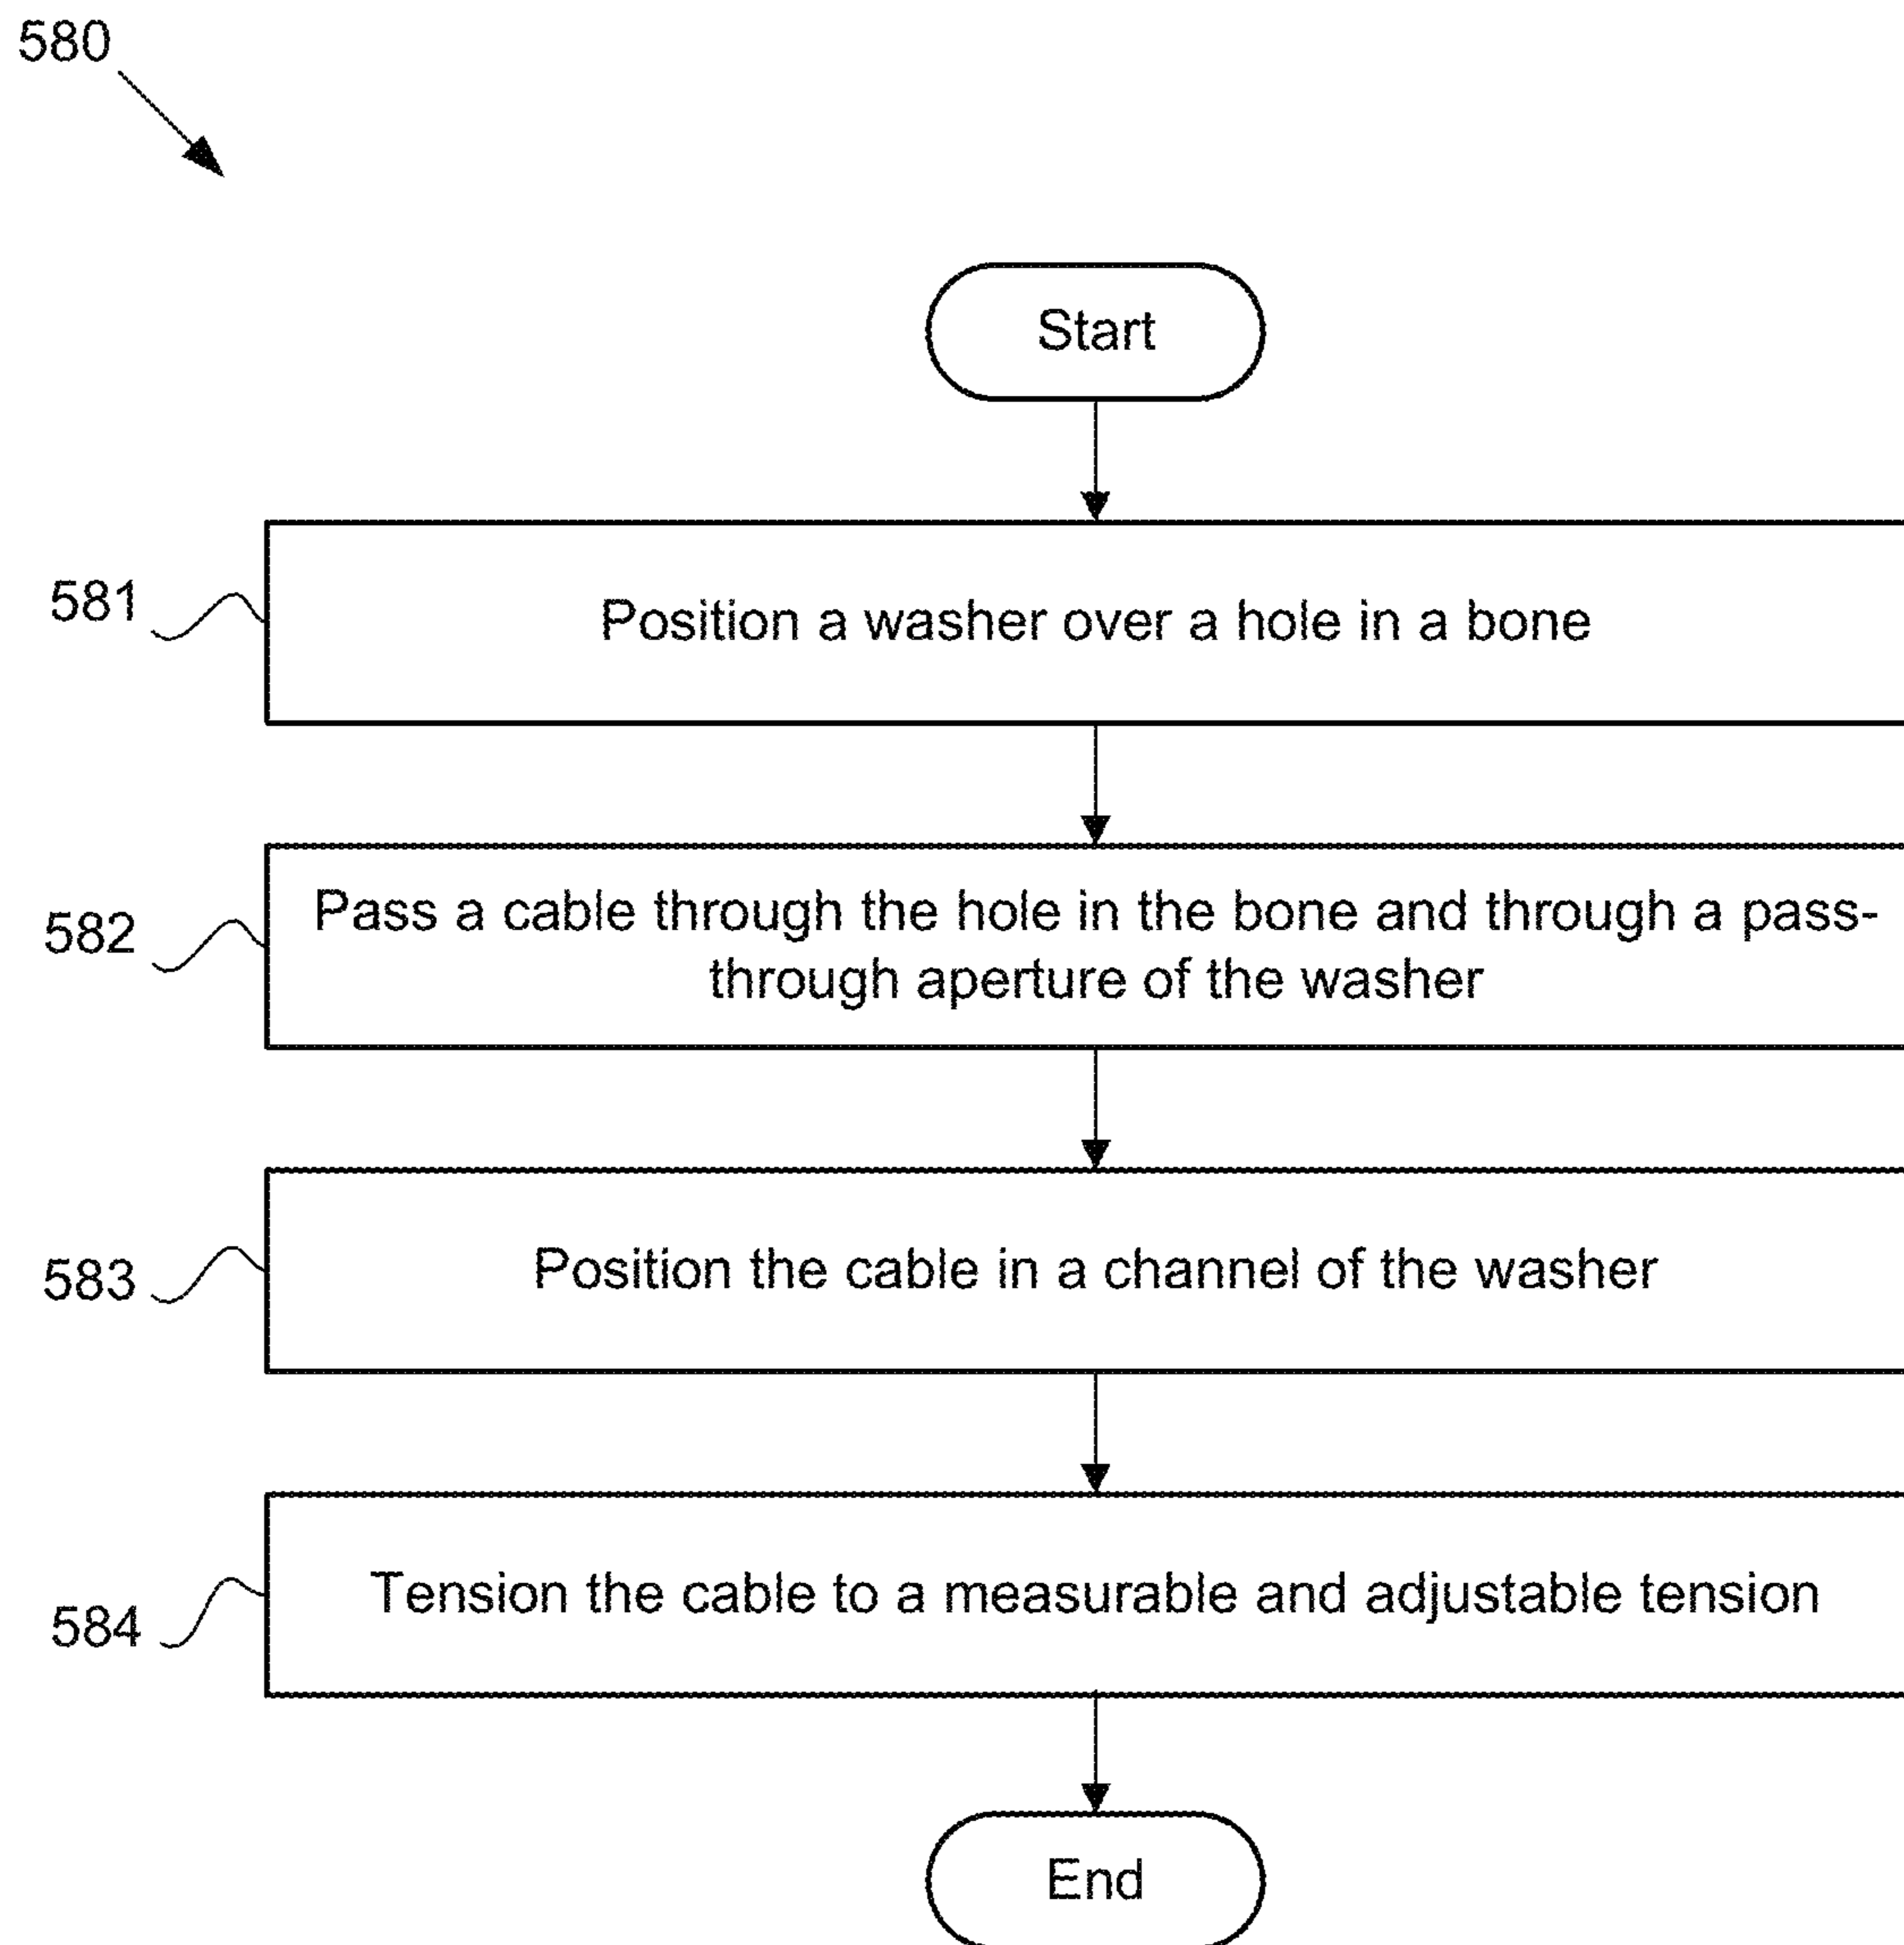 580
Start
581
Position a washer over a hole in a bone
582
Pass a cable through the hole in the bone and through a pass-
through aperture of the washer
583
Position the cable in a channel of the washer
584
Tension the cable to a measurable and adjustable tension
End